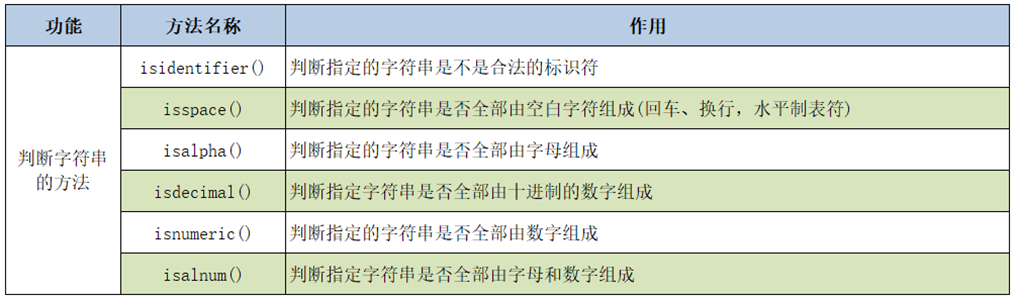 功能 方法名称 作用
判断字符串
的方法
isidentifier() 判断指定的字符串是不是合法的标识符
isspace() 判断指定的字符串是否全部由空白字符组成(回车、换行，水平制表符)
isalpha() 判断指定的字符串是否全部由字母组成
isdecimal() 判断指定字符串是否全部由十进制的数字组成
isnumeric() 判断指定的字符串是否全部由数字组成
isalnum() 判断指定字符串是否全部由字母和数字组成